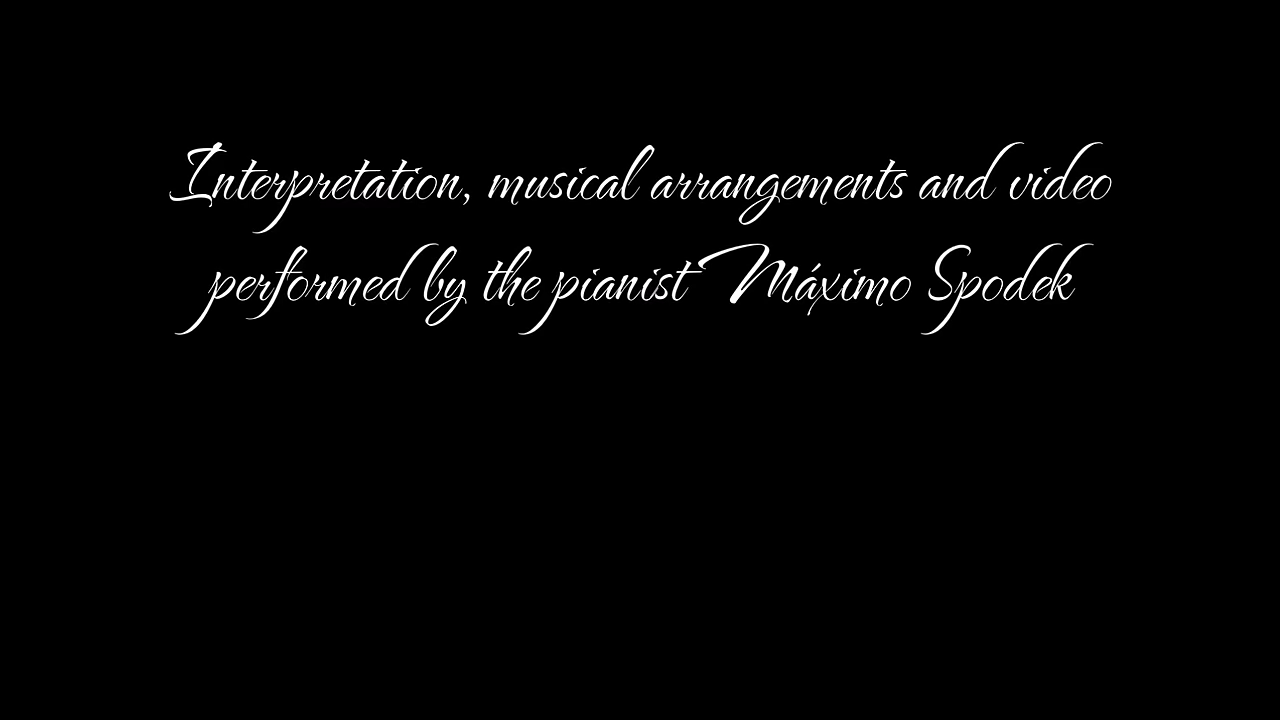 Interpretation, musical arrangements and video
performed by the pianist Máximo Spodek